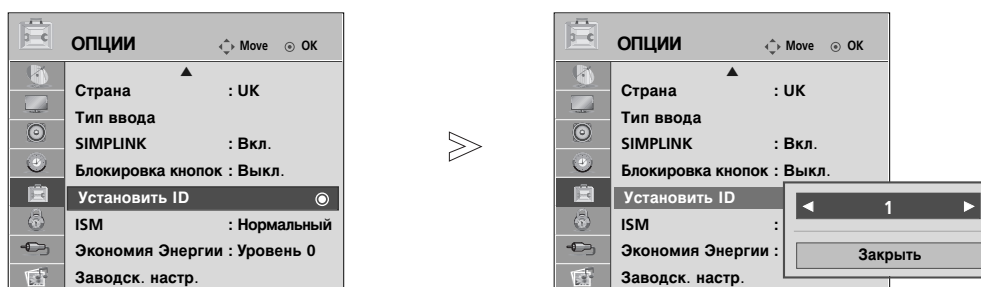 ОПЦИИ Move OK
Страна : UK
Тип ввода
SIMPLINK : Вкл.
Блокировка кнопок : Выкл.
Установить ID
ISM : Нормальный
Экономия Энергии : Уровень 0
Заводск. настр.
ОПЦИИ Move OK
Страна : UK
Тип ввода
SIMPLINK : Вкл.
Блокировка кнопок : Выкл.
Установить ID
◄ 1 ►
ISM :
Экономия Энергии :
Закрыть
Заводск. настр.